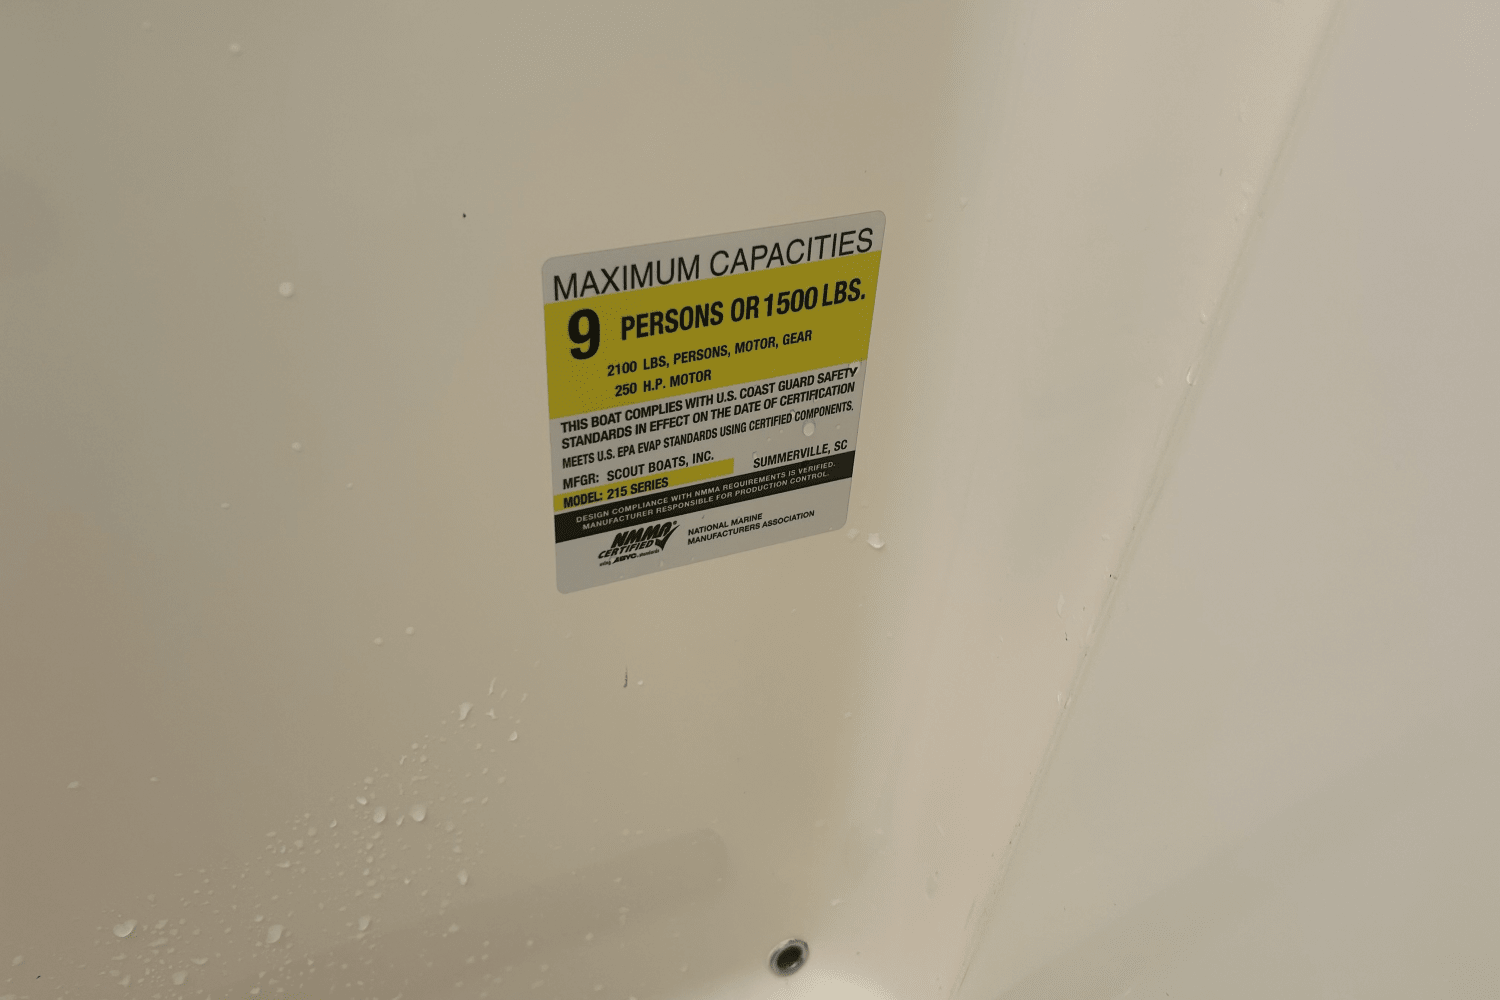 MAXIMUM CAPACITIES
9 PERSONS OR 1500 LBS.
2100 LBS, PERSONS, MOTOR, GEAR
250 H.P. MOTOR
THIS BOAT COMPLIES WITH U.S. COAST GUARD SAFETY
STANDARDS IN EFFECT ON THE DATE OF CERTIFICATION
MEETS U.S. EPA EVAP STANDARDS USING CERTIFIED COMPONENTS.
MFGR: SCOUT BOATS, INC. SUMMERVILLE, SC
MODEL: 215 SERIES
DESIGN COMPLIANCE WITH NMMA REQUIREMENTS IS VERIFIED.
MANUFACTURER RESPONSIBLE FOR PRODUCTION CONTROL.
NMMA®
CERTIFIED
using ABYC standards
NATIONAL MARINE
MANUFACTURERS ASSOCIATION